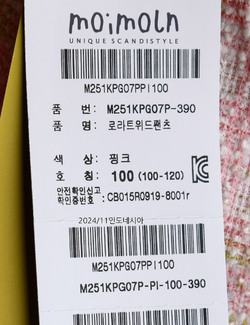 moimoln
UNIQUE SCANDISTYLE
M251KPG07PPI100
품 번: M251KPG07P-390
품 명: 로라트위드팬츠
색 상: 핑크
호 칭: 100 (100-120)
안전확인신고
확인증번호 : CB015R0919-8001r
2024/11인도네시아
M251KPG07PPI100
M251KPG07P-PI-100-390